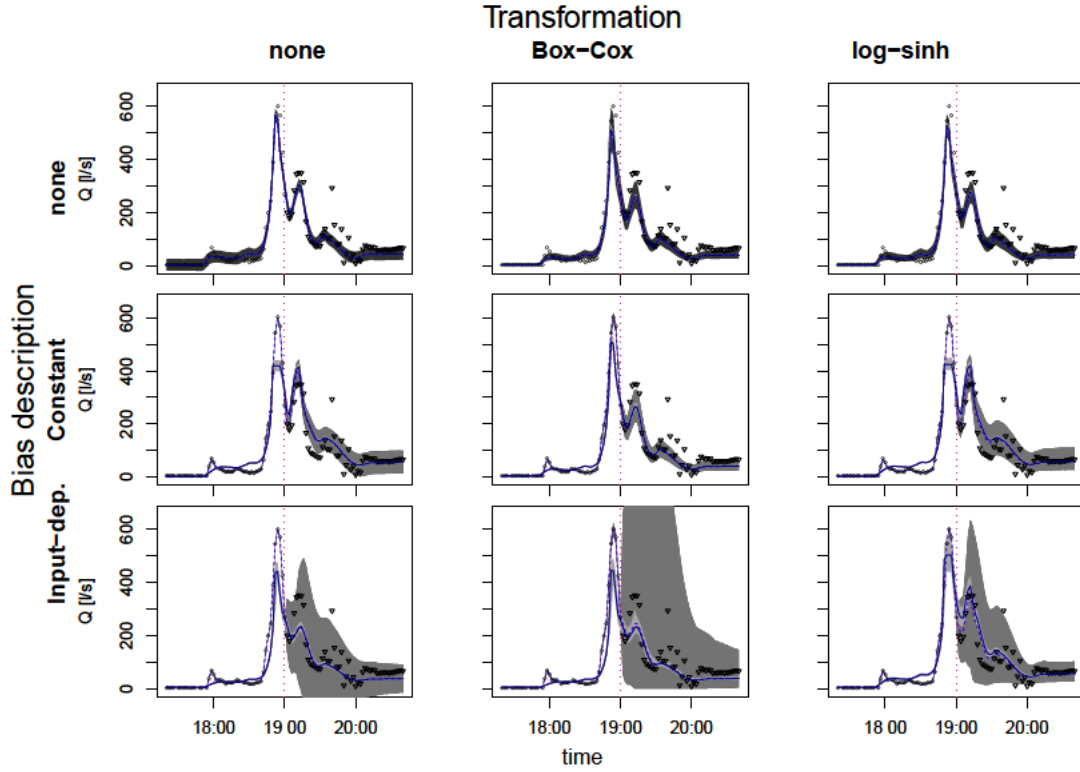 Transformation
none Box-Cox log-sinh
Bias description
none
Q [l/s]
600
400
200
0
Constant
Q [l/s]
600
400
200
0
Input-dep.
Q [l/s]
600
400
200
0
18:00 19 00 20:00 18:00 19:00 20:00 18 00 19:00 20:00
time